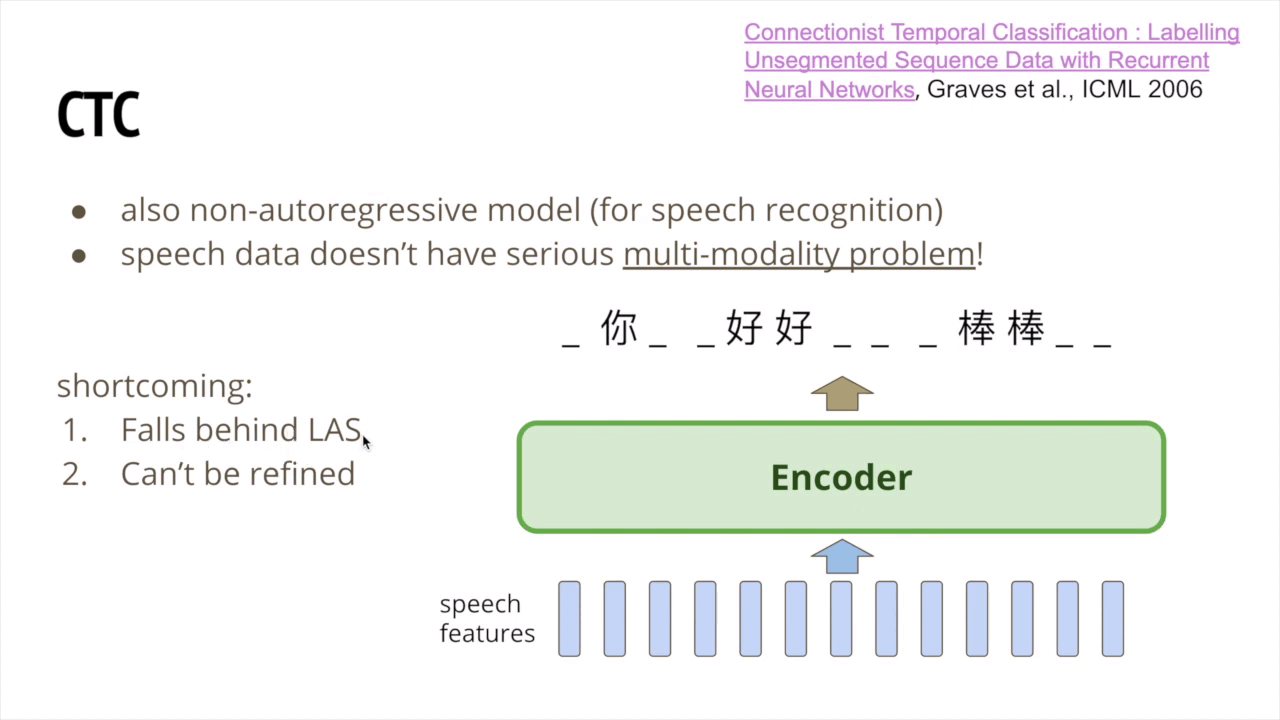 Connectionist Temporal Classification : Labelling
Unsegmented Sequence Data with Recurrent
Neural Networks, Graves et al., ICML 2006
CTC
● also non-autoregressive model (for speech recognition)
● speech data doesn't have serious multi-modality problem!
_ 你 _ _ 好 好 _ _ _ 棒 棒 _ _
shortcoming:
1. Falls behind LAS
2. Can't be refined
Encoder
speech
features